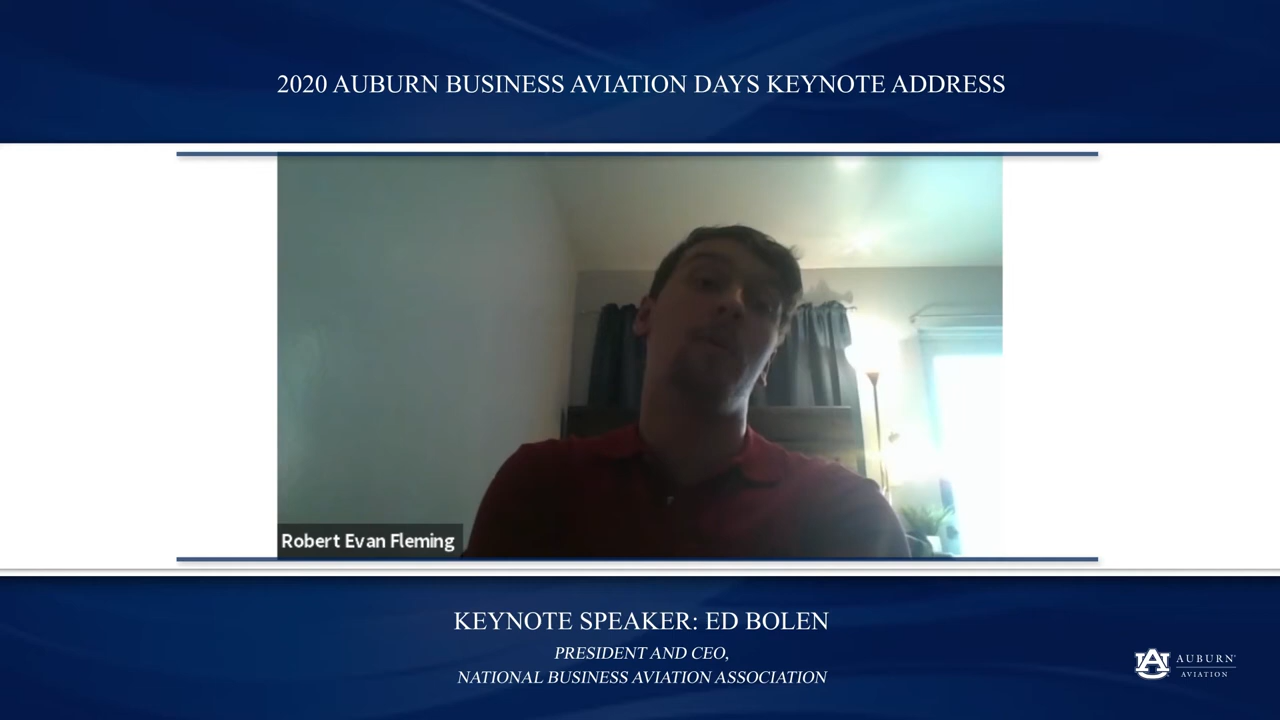 2020 AUBURN BUSINESS AVIATION DAYS KEYNOTE ADDRESS
Robert Evan Fleming
KEYNOTE SPEAKER: ED BOLEN
PRESIDENT AND CEO,
NATIONAL BUSINESS AVIATION ASSOCIATION
AU AUBURN
AVIATION